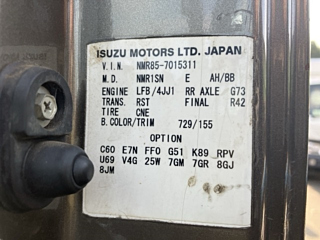 ISUZU MOTORS LTD. JAPAN
V.I.N. NMR85-7015311
M.D. NMR1SN E AH/BB
ENGINE LFB/4JJ1 RR AXLE G73
TRANS. RST FINAL R42
TIRE CNE
B.COLOR/TRIM 729/155
OPTION
C60 E7N FF0 G51 K89 RPV
U69 V4G 25W 7GM 7GR 8GJ
8JM